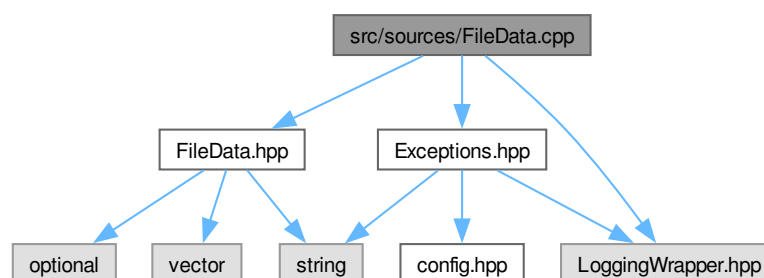 src/sources/FileData.cpp
FileData.hpp
Exceptions.hpp
optional
vector
string
config.hpp
LoggingWrapper.hpp